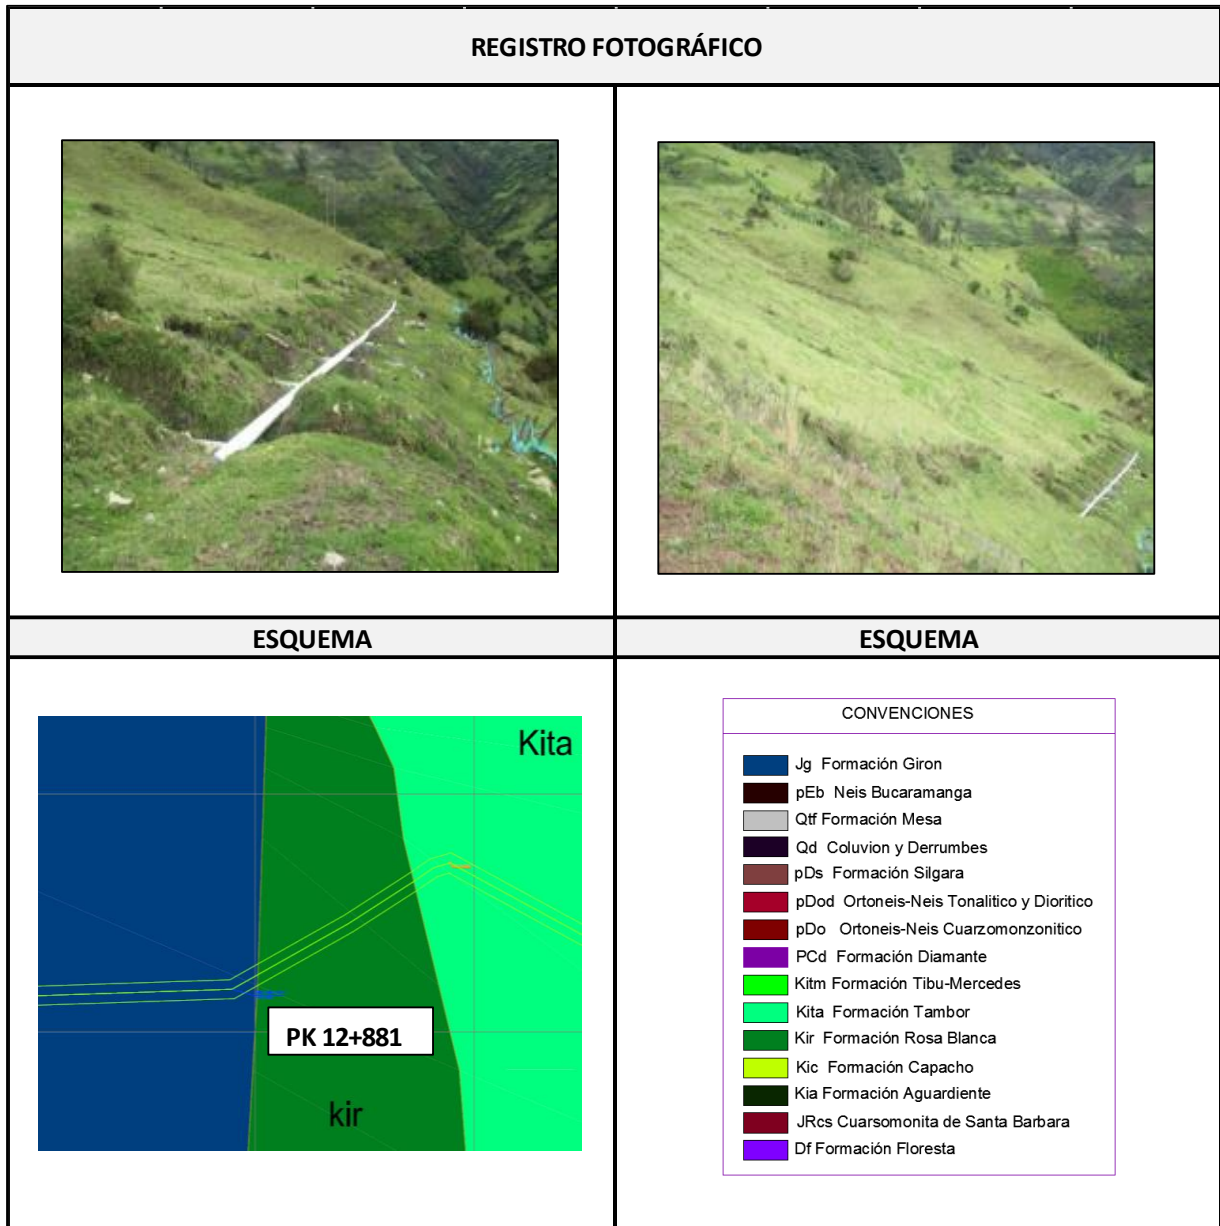 REGISTRO FOTOGRÁFICO
ESQUEMA
ESQUEMA
Kita
PK 12+881
kir
CONVENCIONES
Jg Formación Giron
pEb Neis Bucaramanga
Qtf Formación Mesa
Qd Coluvion y Derrumbes
pDs Formación Silgara
pDod Ortoneis-Neis Tonalitico y Dioritico
pDo Ortoneis-Neis Cuarzomonzonitico
PCd Formación Diamante
Kitm Formación Tibu-Mercedes
Kita Formación Tambor
Kir Formación Rosa Blanca
Kic Formación Capacho
Kia Formación Aguardiente
JRcs Cuarsomonita de Santa Barbara
Df Formación Floresta